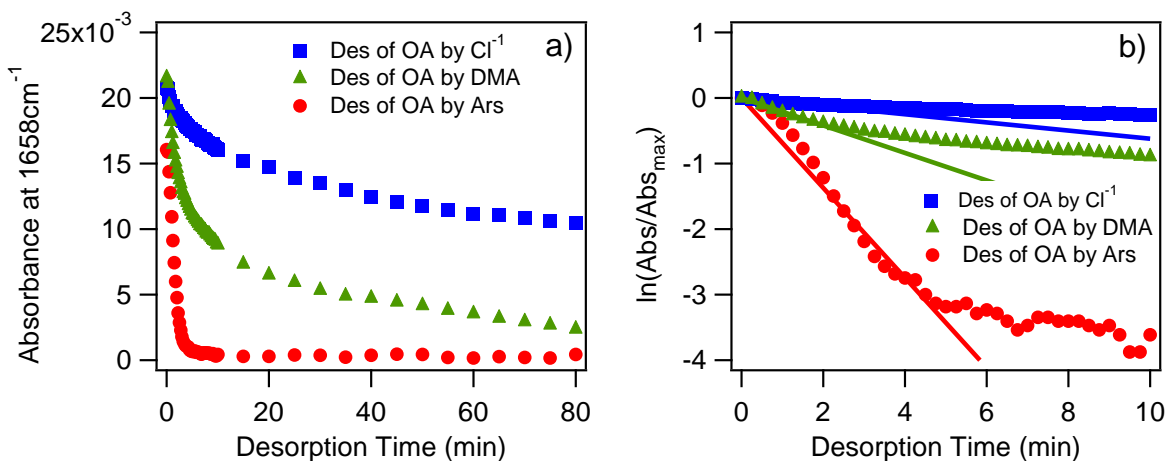 a)
25x10⁻³
20
15
10
5
0
Absorbance at 1658cm⁻¹
Des of OA by Cl⁻¹
Des of OA by DMA
Des of OA by Ars
0 20 40 60 80
Desorption Time (min)
b)
1
0
-1
-2
-3
-4
ln(Abs/Absₘₐₓ)
Des of OA by Cl⁻¹
Des of OA by DMA
Des of OA by Ars
0 2 4 6 8 10
Desorption Time (min)